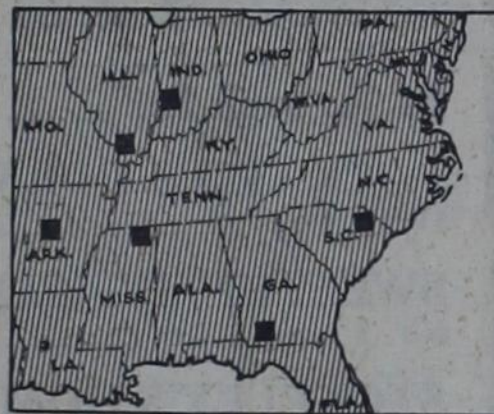 PA.
ILL. IND. OHIO
W.VA.
MO. KY. VA.
TENN. N.C.
ARK. S.C.
MISS. ALA. GA.
LA.